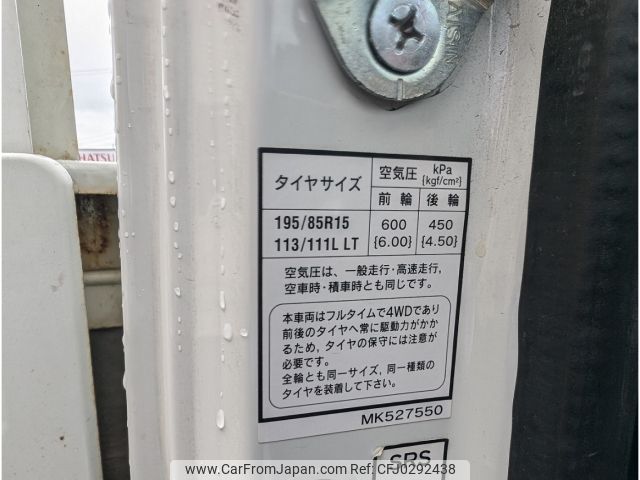 HATSU
タイヤサイズ 空気圧 kPa {kgf/cm²}
前輪 後輪
195/85R15 600 450
113/111L LT {6.00} {4.50}
空気圧は、一般走行・高速走行,
空車時・積車時とも同じです。
本車両はフルタイムで4WDであり
前後のタイヤへ常に駆動力がかか
るため, タイヤの保守には注意が
必要です。
全輪とも同一サイズ, 同一種類の
タイヤを装着して下さい。
MK527550
SRS
www.CarFromJapan.com | Car ID: CFJ00292438